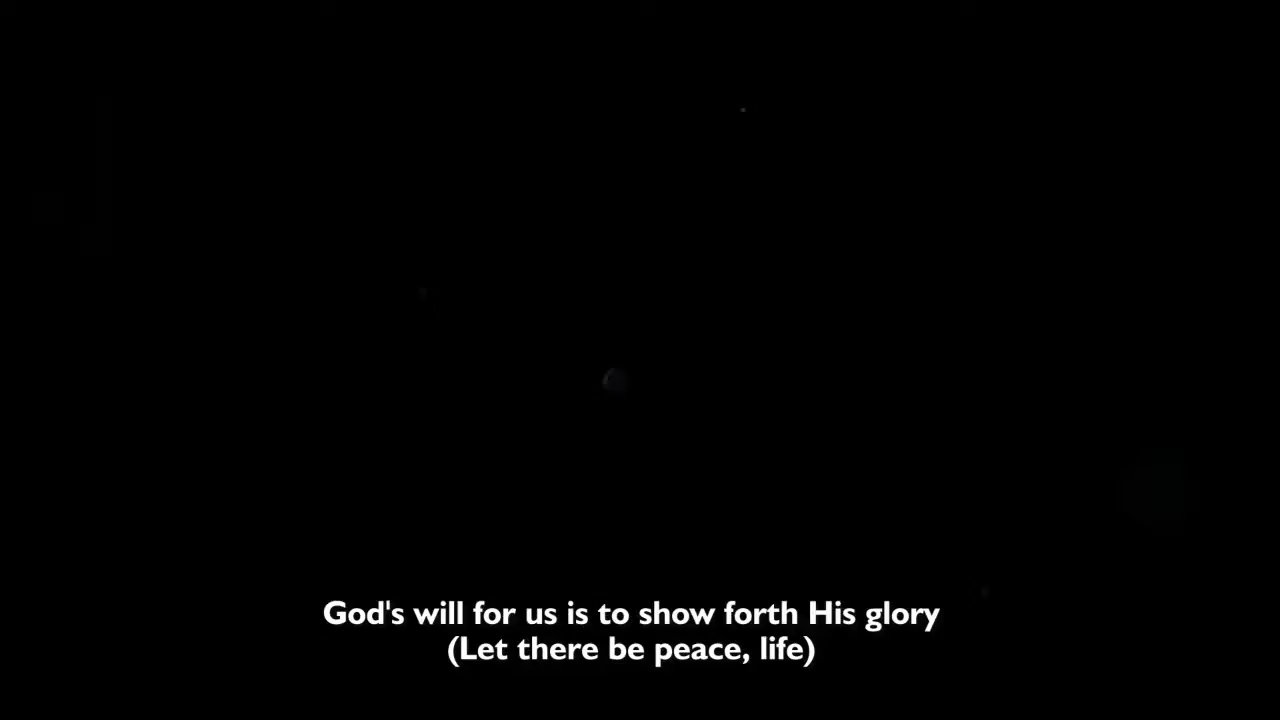 God's will for us is to show forth His glory
(Let there be peace, life)